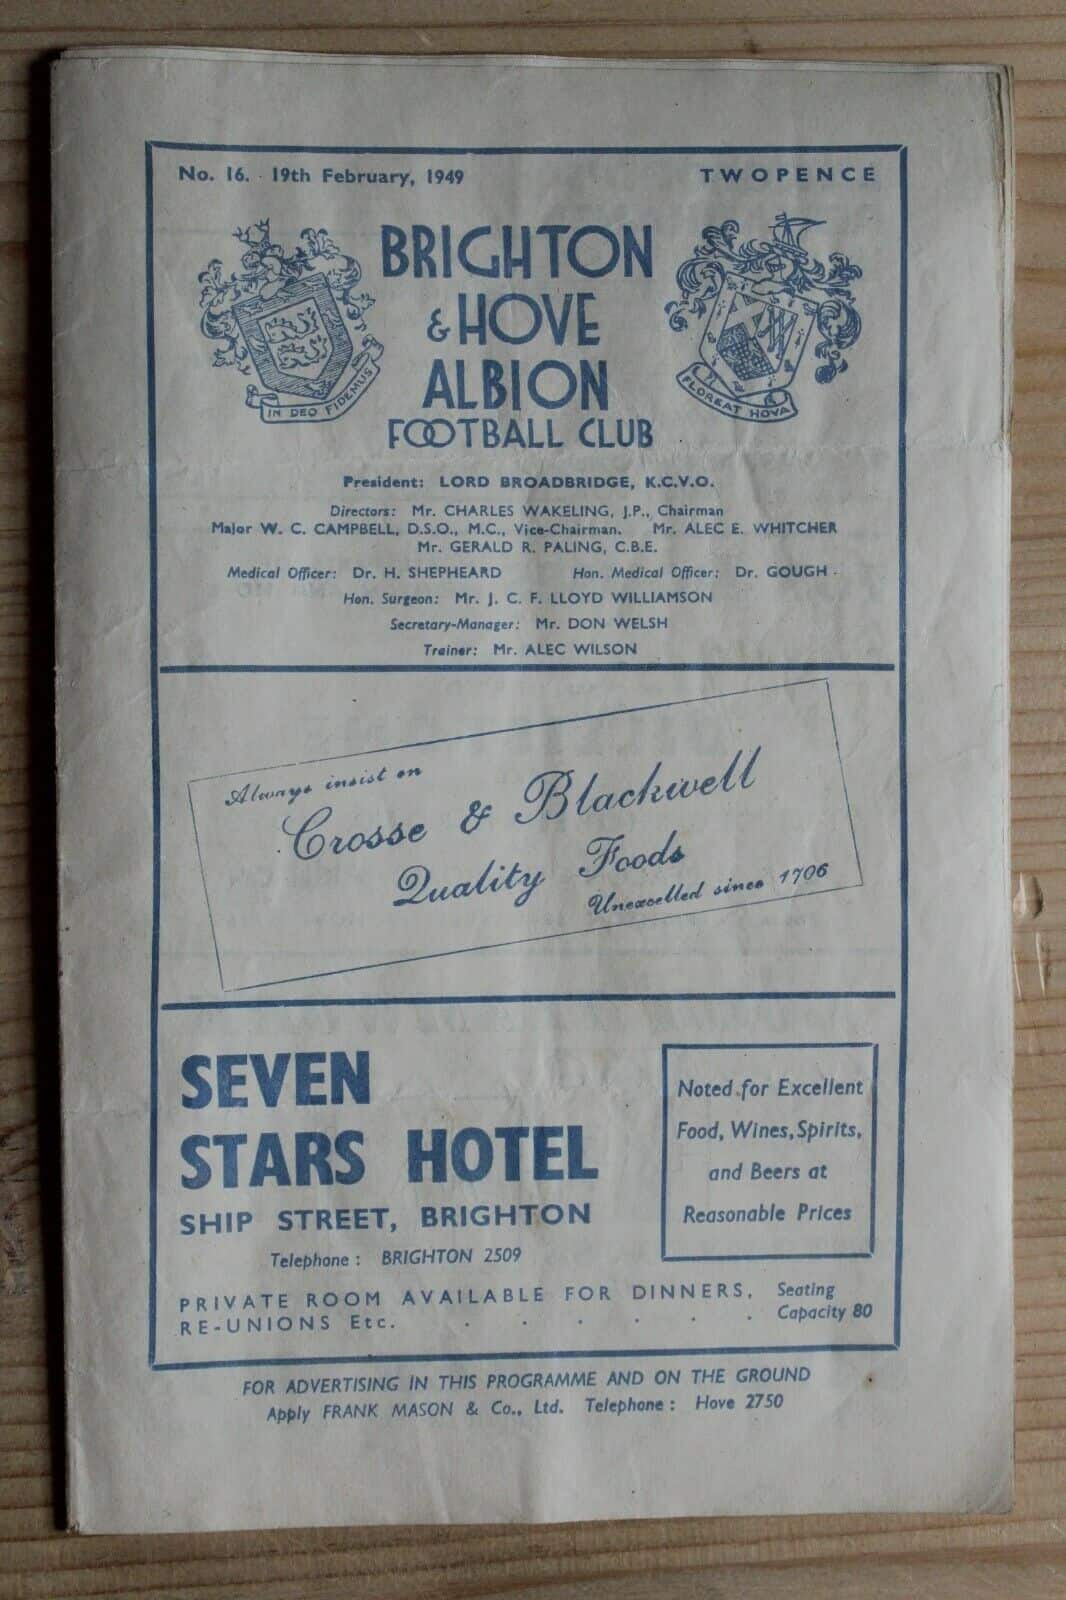 No. 16. 19th February, 1949 TWOPENCE
BRIGHTON
& HOVE
ALBION
FOOTBALL CLUB
IN DEO FIDEMUS
FLOREAT HOVA
President: LORD BROADBRIDGE, K.C.V.O.
Directors: Mr. CHARLES WAKELING, J.P., Chairman
Major W. C. CAMPBELL, D.S.O., M.C., Vice-Chairman. Mr. ALEC E. WHITCHER
Mr. GERALD R. PALING, C.B.E.
Medical Officer: Dr. H. SHEPHEARD Hon. Medical Officer: Dr. GOUGH
Hon. Surgeon: Mr. J. C. F. LLOYD WILLIAMSON
Secretary-Manager: Mr. DON WELSH
Trainer: Mr. ALEC WILSON
Always insist on
Crosse & Blackwell
Quality Foods
Unexcelled since 1706
SEVEN
STARS HOTEL
SHIP STREET, BRIGHTON
Telephone: BRIGHTON 2509
Noted for Excellent
Food, Wines, Spirits,
and Beers at
Reasonable Prices
PRIVATE ROOM AVAILABLE FOR DINNERS,
RE-UNIONS Etc. . . . . . .
Seating
Capacity 80
FOR ADVERTISING IN THIS PROGRAMME AND ON THE GROUND
Apply FRANK MASON & Co., Ltd. Telephone: Hove 2750